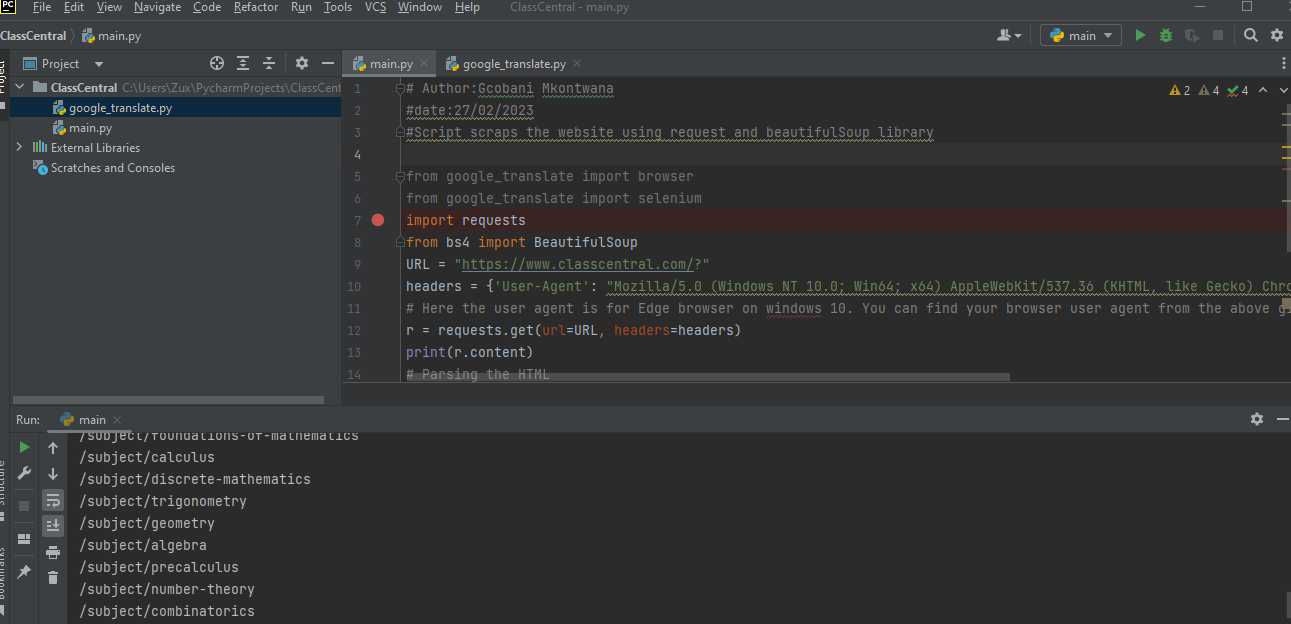 PC File Edit View Navigate Code Refactor Run Tools VCS Window Help ClassCentral - main.py
ClassCentral main.py
main
Project
Project
main.py
google_translate.py
ClassCentral C:\Users\Zux\PycharmProjects\ClassCent
google_translate.py
main.py
External Libraries
Scratches and Consoles
2 4 4
1 # Author:Gcobani Mkontwana
2 #date:27/02/2023
3 #Script scraps the website using request and beautifulSoup library
4
5 from google_translate import browser
6 from google_translate import selenium
7 import requests
8 from bs4 import BeautifulSoup
9 URL = "https://www.classcentral.com/?"
10 headers = {'User-Agent': "Mozilla/5.0 (Windows NT 10.0; Win64; x64) AppleWebKit/537.36 (KHTML, like Gecko) Chro
11 # Here the user agent is for Edge browser on windows 10. You can find your browser user agent from the above gi
12 r = requests.get(url=URL, headers=headers)
13 print(r.content)
14 # Parsing the HTML
Run: main
/subject/foundations-of-mathematics
/subject/calculus
/subject/discrete-mathematics
/subject/trigonometry
/subject/geometry
/subject/algebra
/subject/precalculus
/subject/number-theory
/subject/combinatorics
Structure
Bookmarks